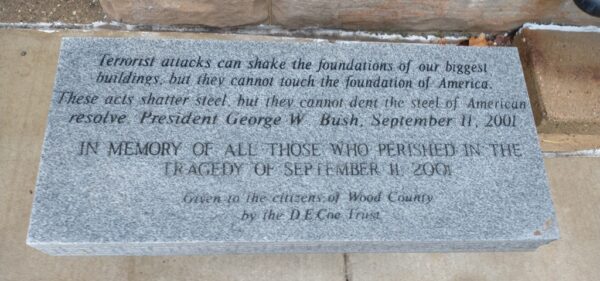 Terrorist attacks can shake the foundations of our biggest
buildings, but they cannot touch the foundation of America.
These acts shatter steel, but they cannot dent the steel of American
resolve. President George W. Bush, September 11, 2001
IN MEMORY OF ALL THOSE WHO PERISHED IN THE
TRAGEDY OF SEPTEMBER 11, 2001
Given to the citizens of Wood County
by the D.E. Coe Trust